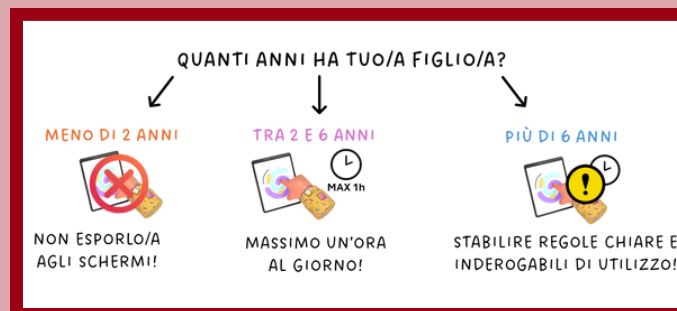 QUANTI ANNI HA TUO/A FIGLIO/A?
MENO DI 2 ANNI
NON ESPORLO/A
AGLI SCHERMI!
TRA 2 E 6 ANNI
MAX 1h
MASSIMO UN'ORA
AL GIORNO!
PIÙ DI 6 ANNI
!
STABILIRE REGOLE CHIARE E
INDEROGABILI DI UTILIZZO!